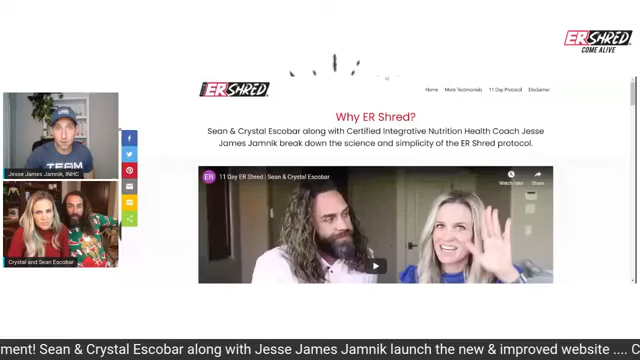 ER SHRED
COME ALIVE
ER SHRED
Home More Testimonials 11 Day Protocol Disclaimer
Why ER Shred?
Sean & Crystal Escobar along with Certified Integrative Nutrition Health Coach Jesse
James Jamnik break down the science and simplicity of the ER Shred protocol.
TEAM
Jesse James Jamnik, INHC
Crystal and Sean Escobar
ER 11 Day ER Shred | Sean & Crystal Escobar
Watch later Share
ment! Sean & Crystal Escobar along with Jesse James Jamnik launch the new & improved website .... C